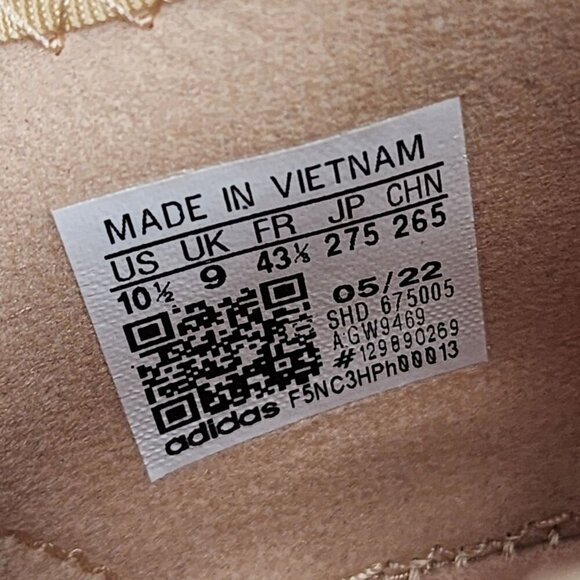 MADE IN VIETNAM
US UK FR JP CHN
10½ 9 43⅓ 275 265
05/22
SHD 675005
AGW9469
#129890269
F5NC3HPh00013
adidas